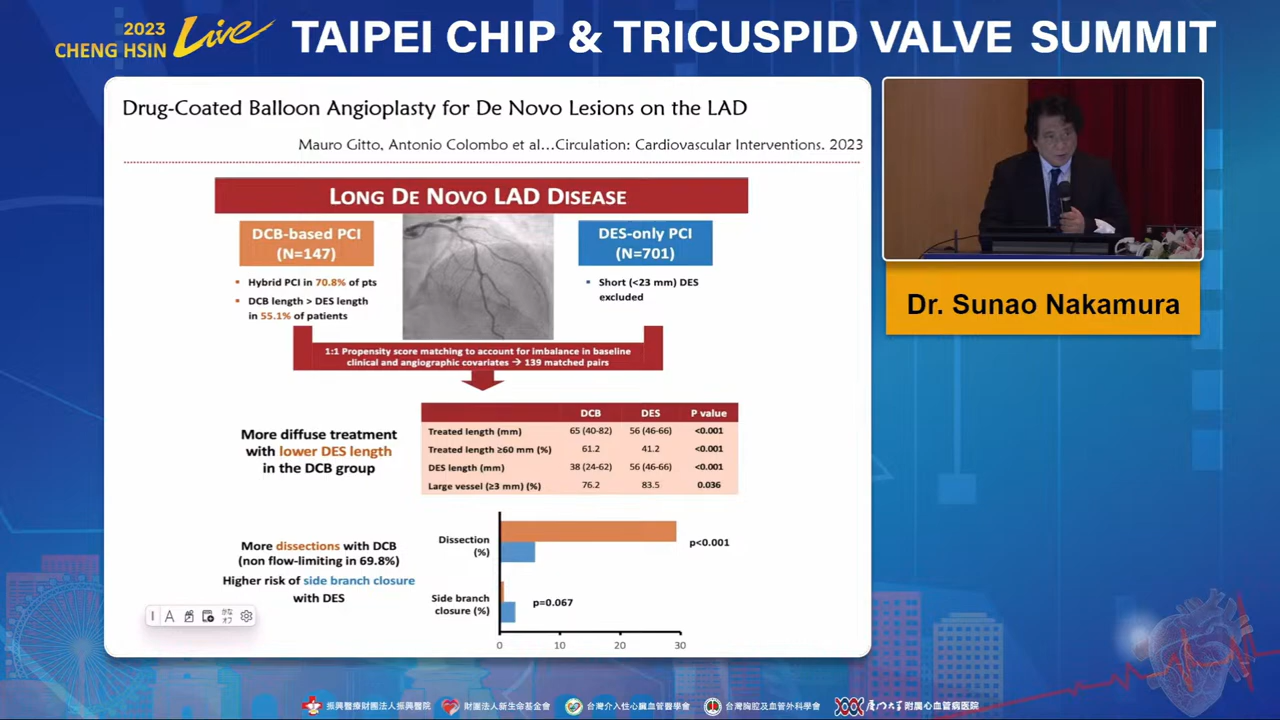 2023
CHENG HSIN Live
TAIPEI CHIP & TRICUSPID VALVE SUMMIT
Drug-Coated Balloon Angioplasty for De Novo Lesions on the LAD
Mauro Gitto, Antonio Colombo et al...Circulation: Cardiovascular Interventions. 2023
LONG DE NOVO LAD DISEASE
DCB-based PCI
(N=147)
▪ Hybrid PCI in 70.8% of pts
▪ DCB length > DES length
in 55.1% of patients
DES-only PCI
(N=701)
▪ Short (<23 mm) DES
excluded
1:1 Propensity score matching to account for imbalance in baseline
clinical and angiographic covariates → 139 matched pairs
More diffuse treatment
with lower DES length
in the DCB group
DCB DES P value
Treated length (mm) 65 (40-82) 56 (46-66) <0.001
Treated length ≥60 mm (%) 61.2 41.2 <0.001
DES length (mm) 38 (24-62) 56 (46-66) <0.001
Large vessel (≥3 mm) (%) 76.2 83.5 0.036
More dissections with DCB
(non flow-limiting in 69.8%)
Higher risk of side branch closure
with DES
Dissection
(%)
p<0.001
Side branch
closure (%)
p=0.067
0 10 20 30
A
Dr. Sunao Nakamura
振興醫療財團法人振興醫院
財團法人新生命基金會
台灣介入性心臟血管醫學會
台灣胸腔及血管外科學會
厦门大学附属心血管病医院